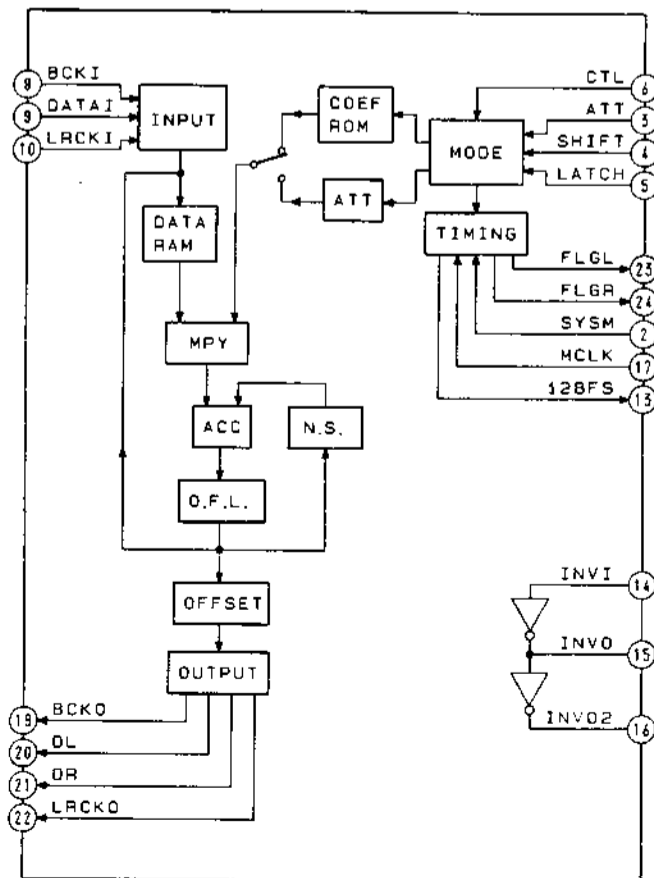 8 BCKI
9 DATAI
10 LRCKI
INPUT
COEF
ROM
MODE
CTL 6
ATT 3
SHIFT 4
LATCH 5
DATA
RAM
ATT
TIMING
FLGL 23
FLGR 24
SYSM 2
MCLK 17
128FS 13
MPY
ACC
N.S.
O.F.L.
OFFSET
OUTPUT
INVI 14
INVO 15
INVO2 16
19 BCKO
20 OL
21 OR
22 LRCKO